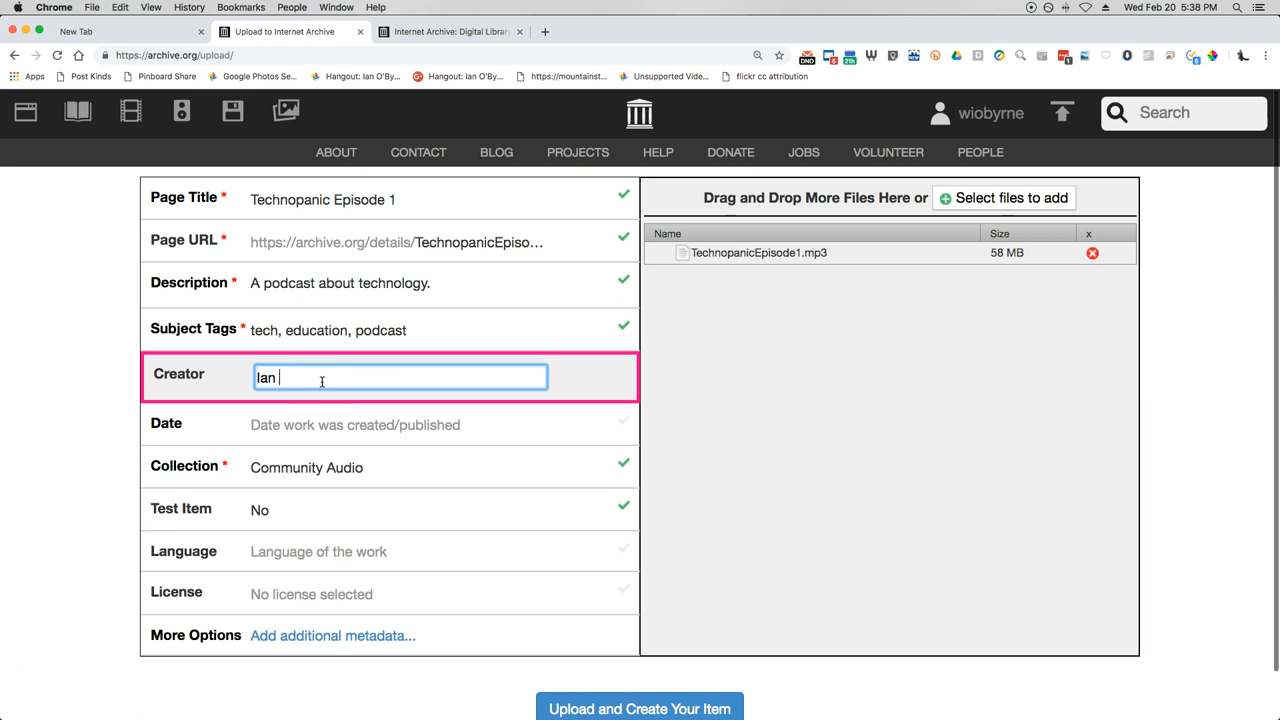 Chrome File Edit View History Bookmarks People Window Help Wed Feb 20 5:38 PM
New Tab Upload to Internet Archive Internet Archive: Digital Library
https://archive.org/upload/
Apps Post Kinds Pinboard Share Google Photos Se... Hangout: Ian O'By... Hangout: Ian O'By... https://mountainst... Unsupported Vide... flickr cc attribution
wiobyrne Search
ABOUT CONTACT BLOG PROJECTS HELP DONATE JOBS VOLUNTEER PEOPLE
Page Title * Technopanic Episode 1
Page URL * https://archive.org/details/TechnopanicEpiso...
Description * A podcast about technology.
Subject Tags * tech, education, podcast
Creator Ian
Date Date work was created/published
Collection * Community Audio
Test Item No
Language Language of the work
License No license selected
More Options Add additional metadata...
Drag and Drop More Files Here or Select files to add
Name Size x
TechnopanicEpisode1.mp3 58 MB
Upload and Create Your Item